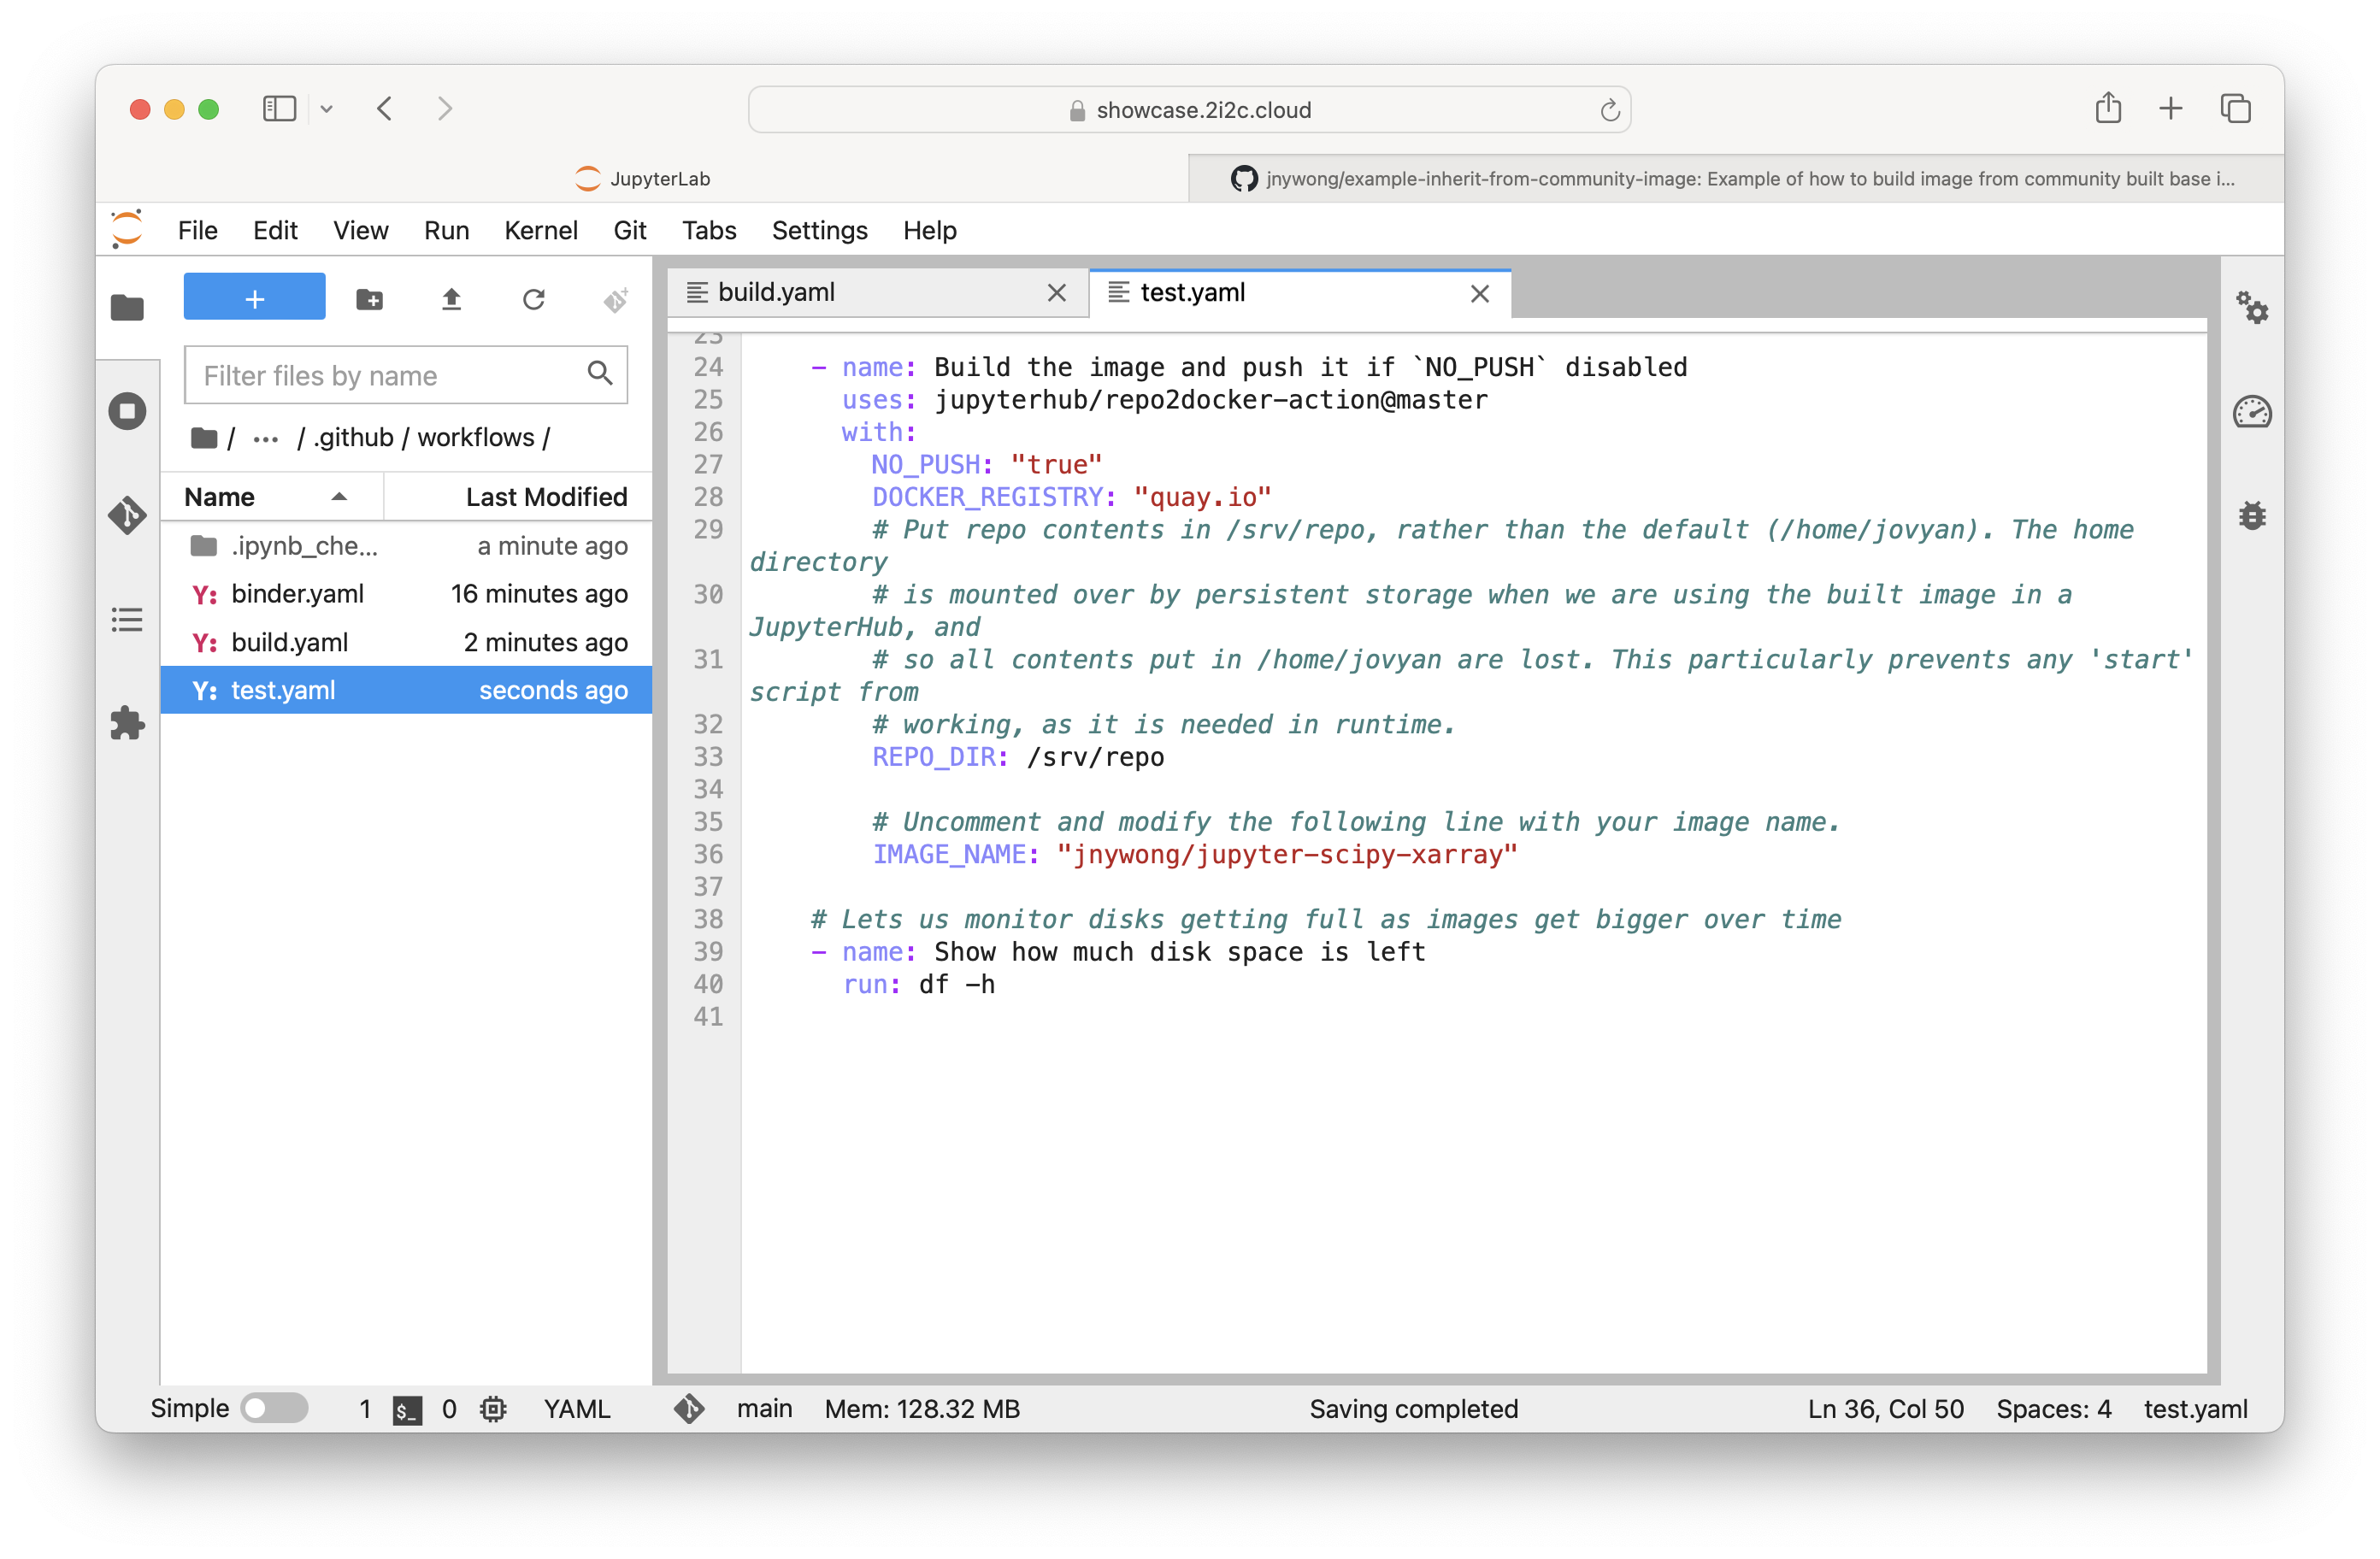 showcase.2i2c.cloud
JupyterLab
jnywong/example-inherit-from-community-image: Example of how to build image from community built base i...
File Edit View Run Kernel Git Tabs Settings Help
build.yaml
test.yaml
Filter files by name
/ ... / .github / workflows /
Name Last Modified
.ipynb_che... a minute ago
Y: binder.yaml 16 minutes ago
Y: build.yaml 2 minutes ago
Y: test.yaml seconds ago
23
24 - name: Build the image and push it if `NO_PUSH` disabled
25 uses: jupyterhub/repo2docker-action@master
26 with:
27 NO_PUSH: "true"
28 DOCKER_REGISTRY: "quay.io"
29 # Put repo contents in /srv/repo, rather than the default (/home/jovyan). The home
directory
30 # is mounted over by persistent storage when we are using the built image in a
JupyterHub, and
31 # so all contents put in /home/jovyan are lost. This particularly prevents any 'start'
script from
32 # working, as it is needed in runtime.
33 REPO_DIR: /srv/repo
34
35 # Uncomment and modify the following line with your image name.
36 IMAGE_NAME: "jnywong/jupyter-scipy-xarray"
37
38 # Lets us monitor disks getting full as images get bigger over time
39 - name: Show how much disk space is left
40 run: df -h
41
Simple 1 $_ 0 YAML main Mem: 128.32 MB Saving completed Ln 36, Col 50 Spaces: 4 test.yaml